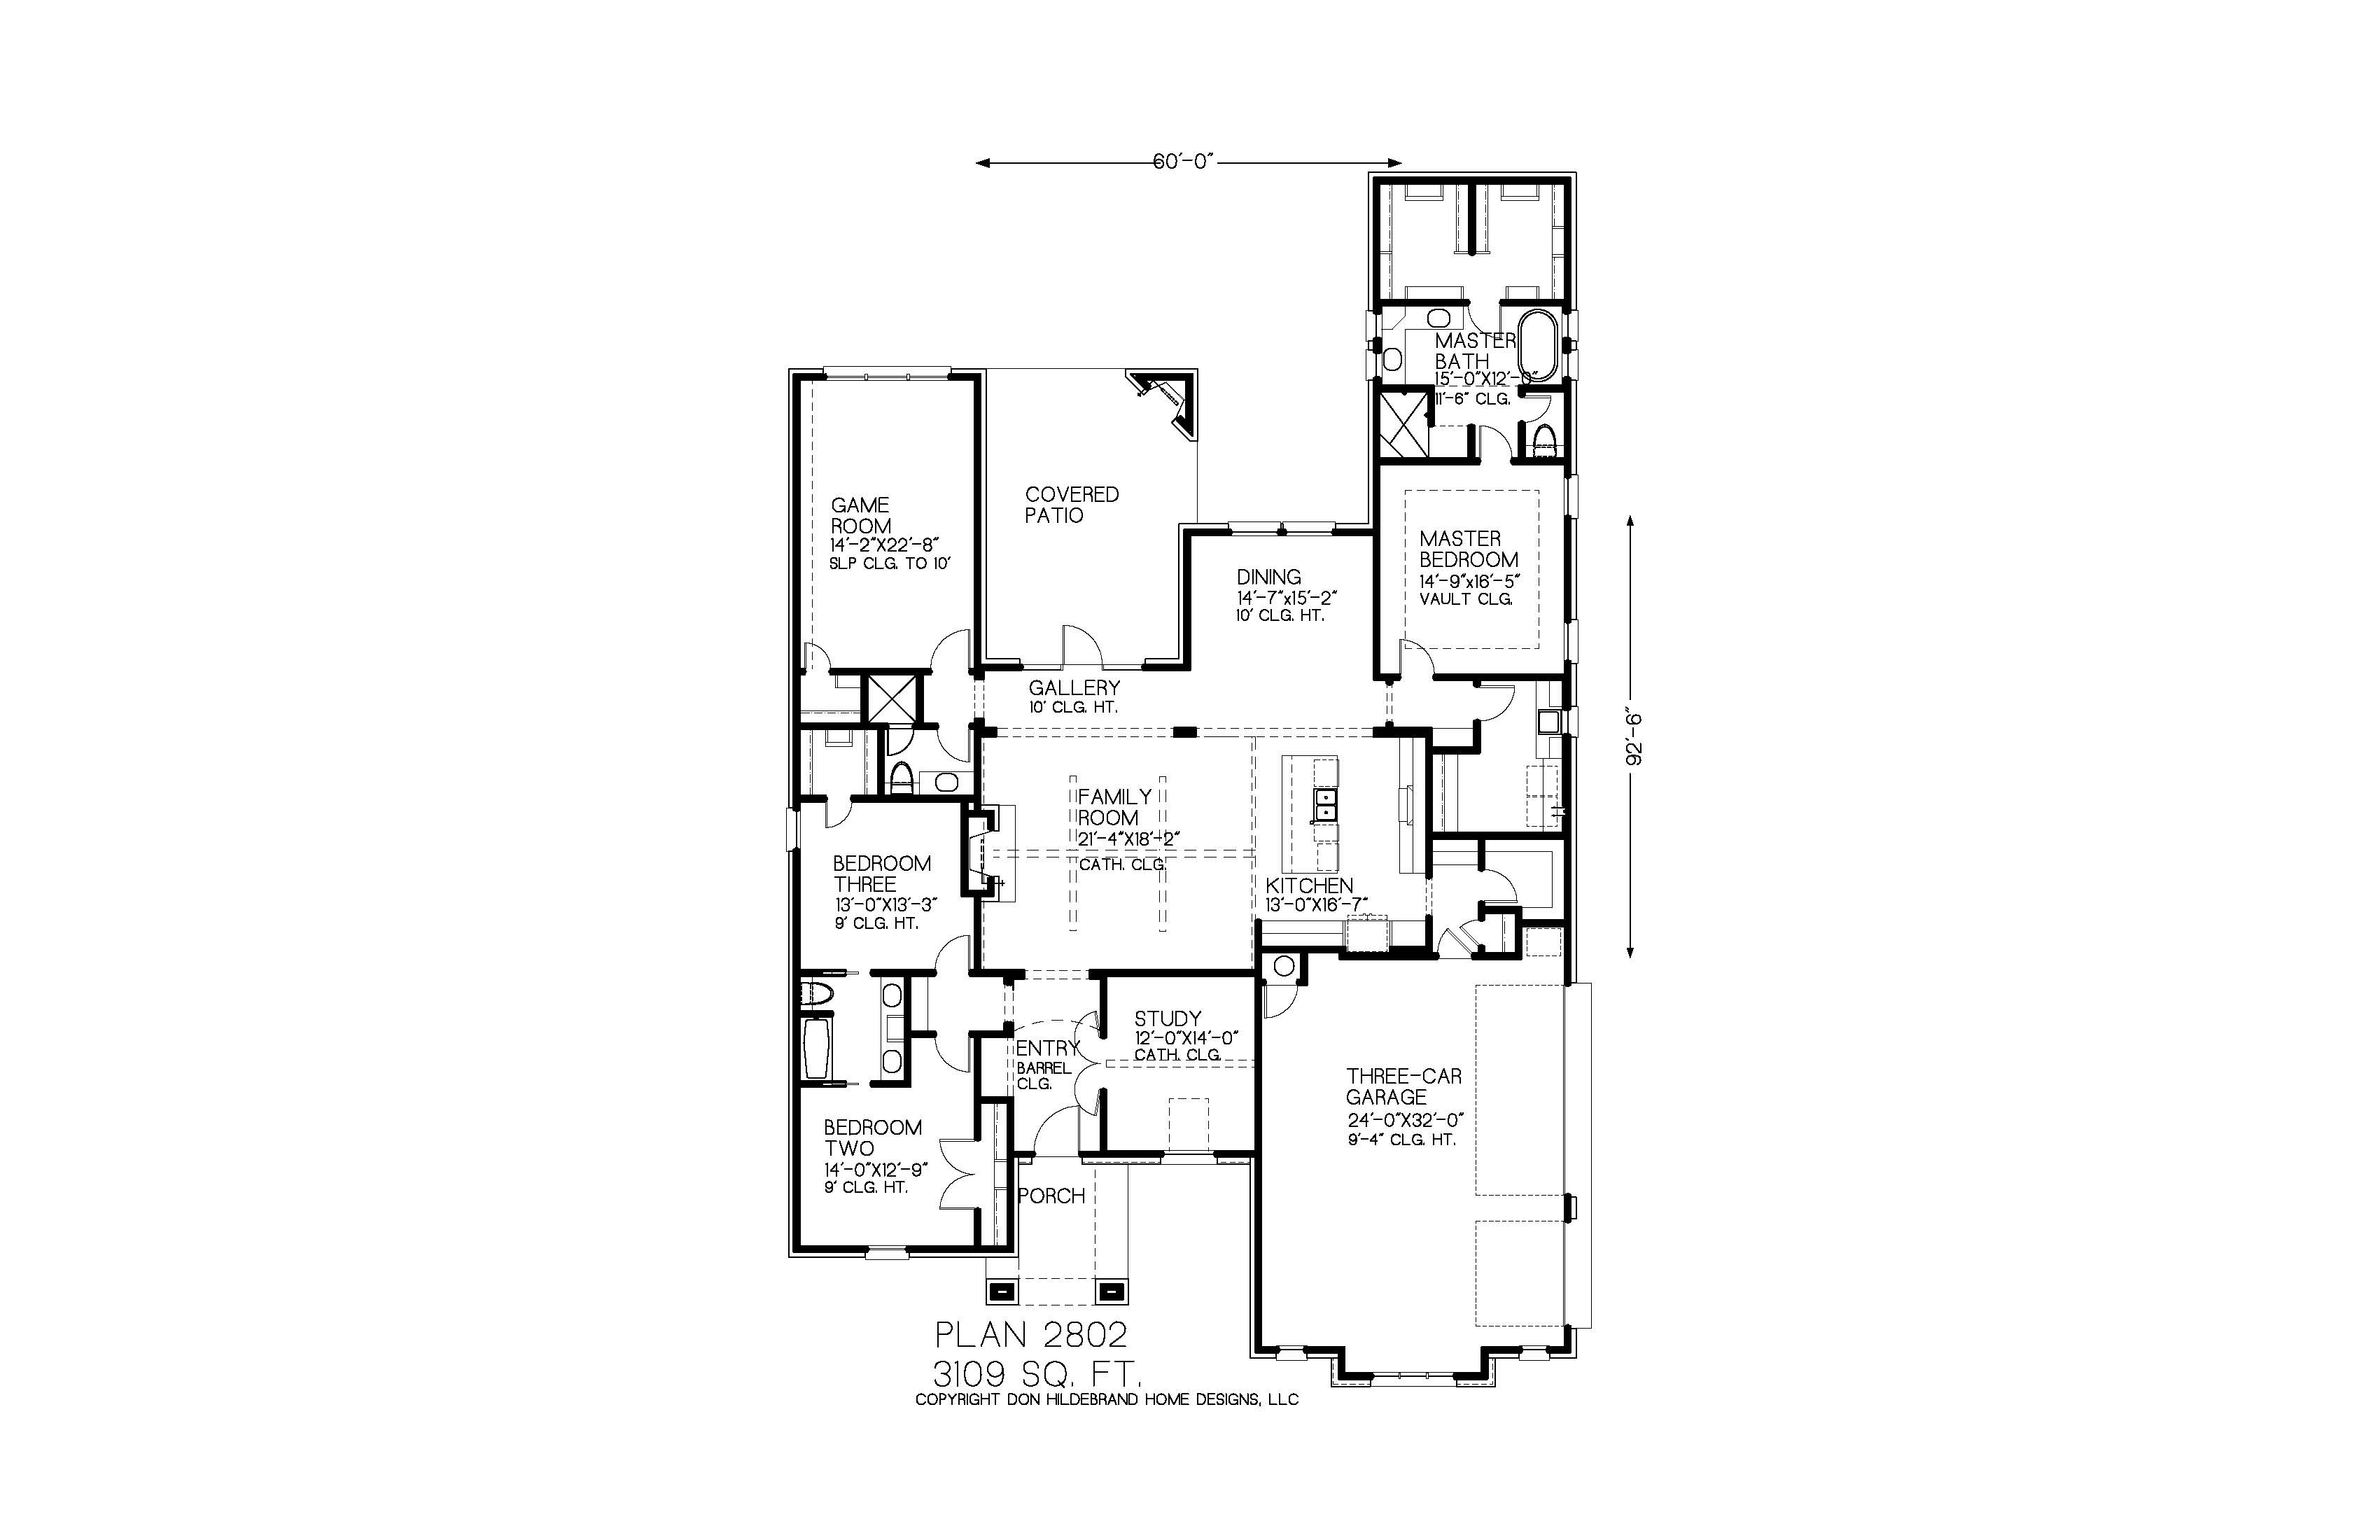 60'-0"
MASTER
BATH
15'-0"X12'-0"
11'-6" CLG.
GAME
ROOM
14'-2"X22'-8"
SLP CLG. TO 10'
COVERED
PATIO
DINING
14'-7"x15'-2"
10' CLG. HT.
MASTER
BEDROOM
14'-9"x16'-5"
VAULT CLG.
GALLERY
10' CLG. HT.
92'-6"
FAMILY
ROOM
21'-4"X18'-2"
CATH. CLG.
KITCHEN
13'-0"X16'-7"
BEDROOM
THREE
13'-0"X13'-3"
9' CLG. HT.
STUDY
12'-0"X14'-0"
CATH. CLG.
ENTRY
BARREL
CLG.
THREE-CAR
GARAGE
24'-0"X32'-0"
9'-4" CLG. HT.
BEDROOM
TWO
14'-0"X12'-9"
9' CLG. HT.
PORCH
PLAN 2802
3109 SQ. FT.
COPYRIGHT DON HILDEBRAND HOME DESIGNS, LLC